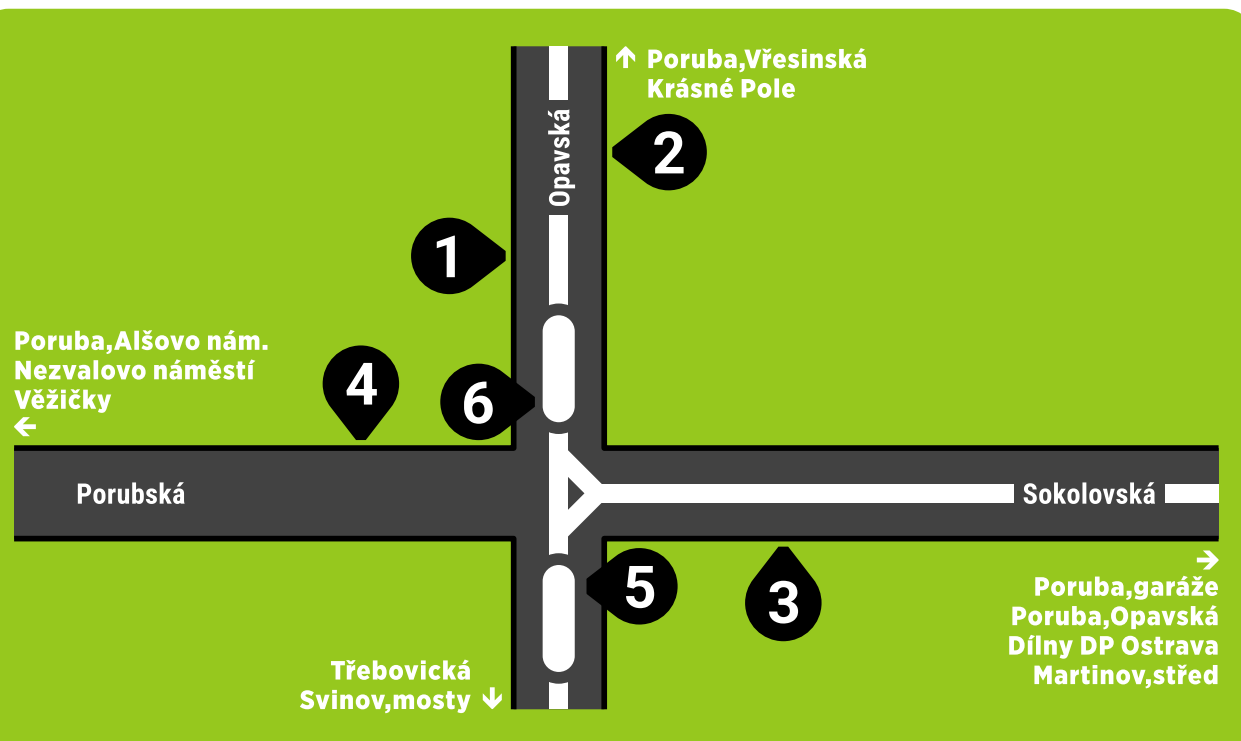 Poruba,Vřesinská
Krásné Pole
Opavská
2
1
Poruba,Alšovo nám.
Nezvalovo náměstí
Věžičky
4
6
Porubská
Sokolovská
5
3
Poruba,garáže
Poruba,Opavská
Dílny DP Ostrava
Martinov,střed
Třebovická
Svinov,mosty